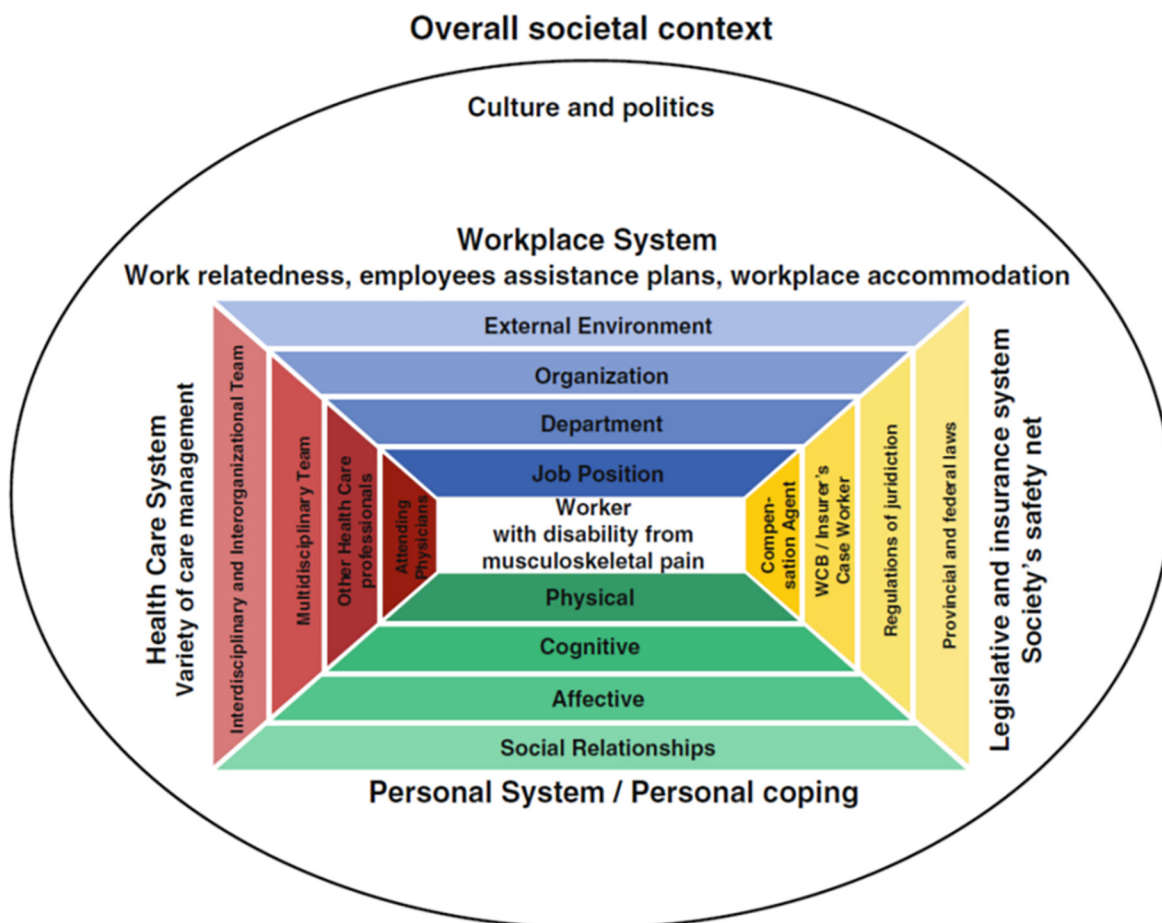 Overall societal context
Culture and politics
Workplace System
Work relatedness, employees assistance plans, workplace accommodation
External Environment
Organization
Department
Job Position
Health Care System
Variety of care management
Interdisciplinary and Interorganizational Team
Multidisciplinary Team
Other Health Care
professionals
Attending
Physicians
Worker
with disability from
musculoskeletal pain
Compen-
sation Agent
WCB / Insurer's
Case Worker
Regulations of juridiction
Provincial and federal laws
Legislative and insurance system
Society's safety net
Physical
Cognitive
Affective
Social Relationships
Personal System / Personal coping